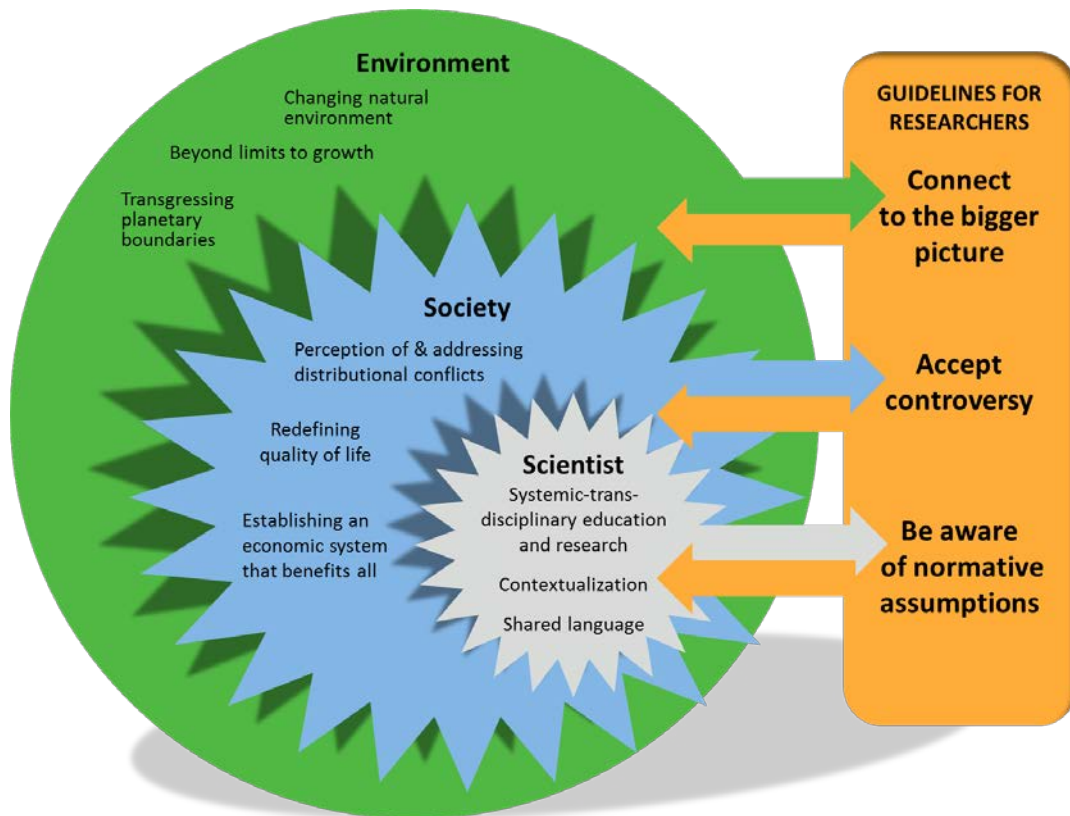 Environment
Changing natural
environment
Beyond limits to growth
Transgressing
planetary
boundaries
Society
Perception of & addressing
distributional conflicts
Redefining
quality of life
Establishing an
economic system
that benefits all
Scientist
Systemic-trans-
disciplinary education
and research
Contextualization
Shared language
GUIDELINES FOR
RESEARCHERS
Connect
to the bigger
picture
Accept
controversy
Be aware
of normative
assumptions